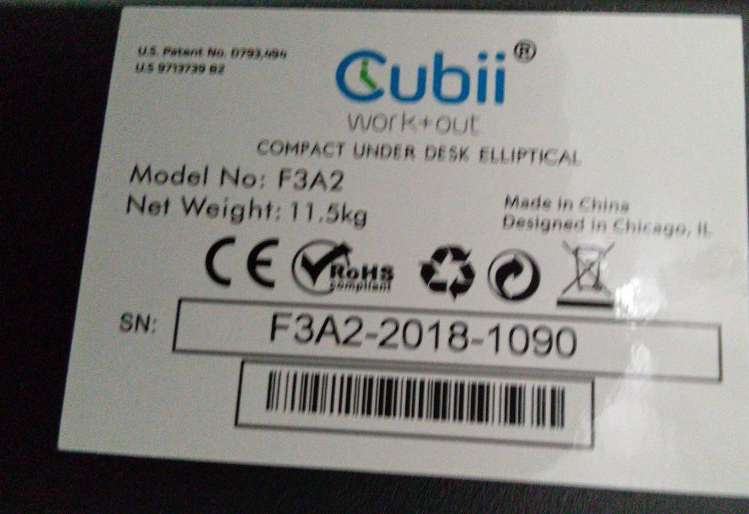 U.S. Patent No. D793,494
U.S 9713739 B2
Cubii®
work+out
COMPACT UNDER DESK ELLIPTICAL
Model No: F3A2
Net Weight: 11.5kg
Made in China
Designed in Chicago, IL
CE
RoHS
compliant
SN:
F3A2-2018-1090